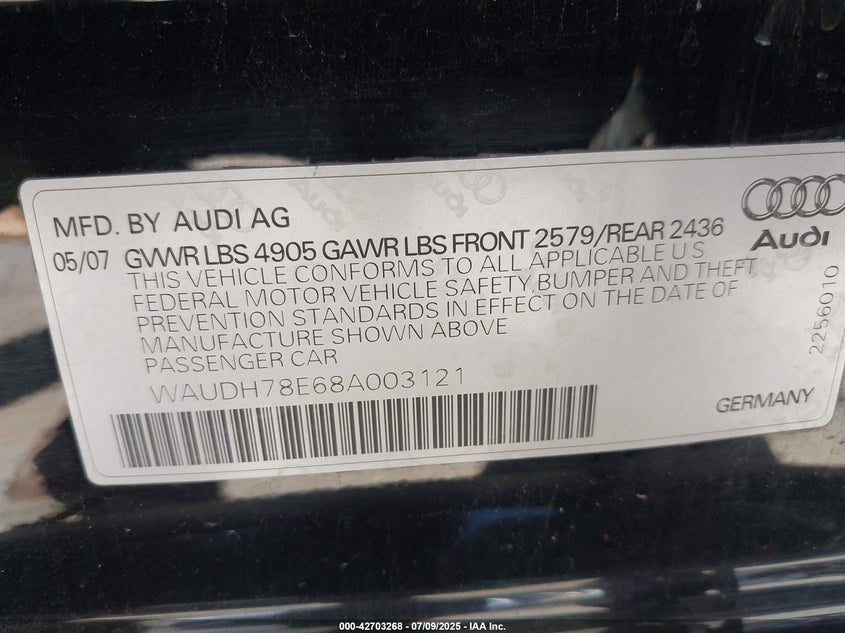 MFD. BY AUDI AG
05/07 GVWR LBS 4905 GAWR LBS FRONT 2579/REAR 2436
THIS VEHICLE CONFORMS TO ALL APPLICABLE U S
FEDERAL MOTOR VEHICLE SAFETY,BUMPER AND THEFT
PREVENTION STANDARDS IN EFFECT ON THE DATE OF
MANUFACTURE SHOWN ABOVE
PASSENGER CAR
WAUDH78E68A003121
Audi
2256010
GERMANY
000-42703268 - 07/09/2025 - IAA Inc.